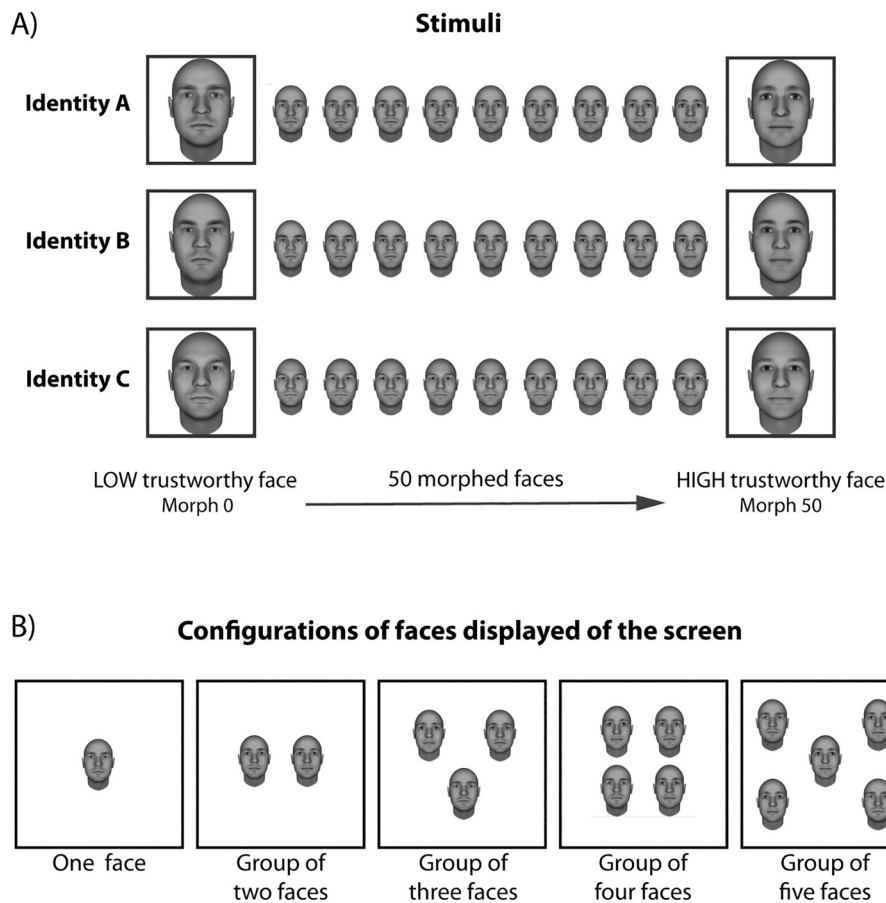 A)
Stimuli
Identity A
Identity B
Identity C
LOW trustworthy face
Morph 0
50 morphed faces
HIGH trustworthy face
Morph 50
B)
Configurations of faces displayed of the screen
One face
Group of
two faces
Group of
three faces
Group of
four faces
Group of
five faces